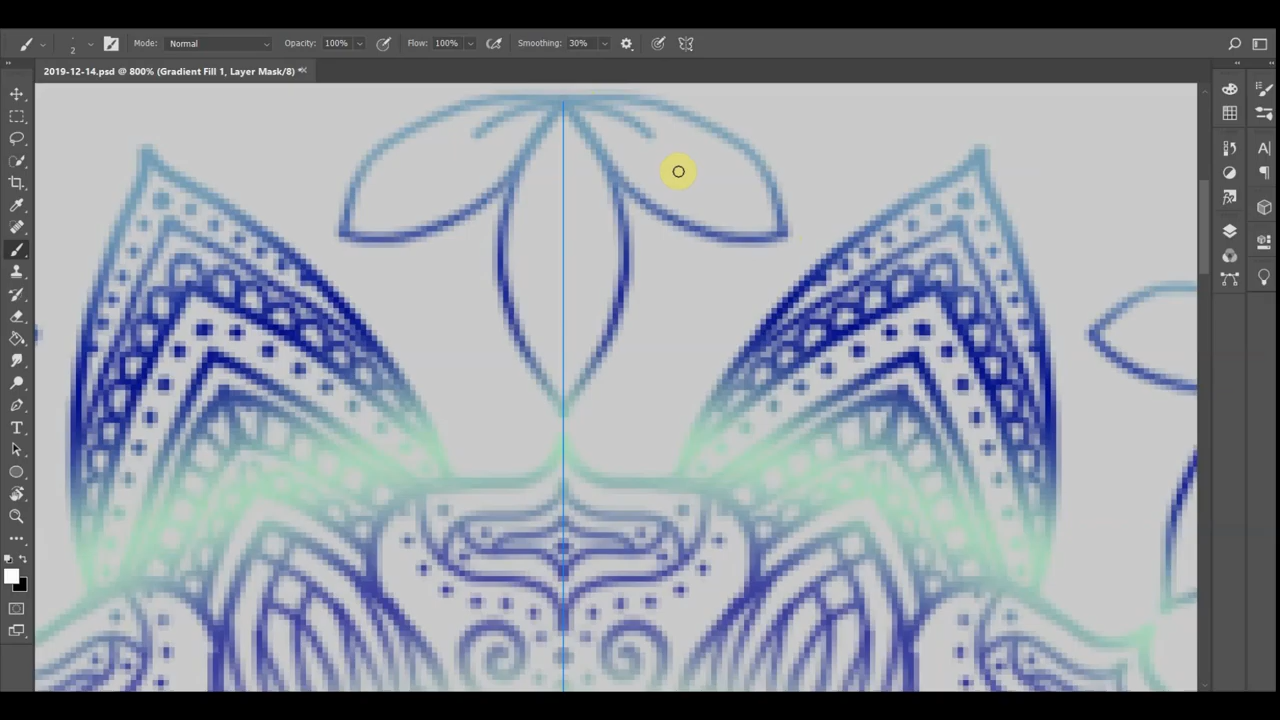 2 Mode: Normal Opacity: 100% Flow: 100% Smoothing: 30%
2019-12-14.psd @ 800% (Gradient Fill 1, Layer Mask/8) *